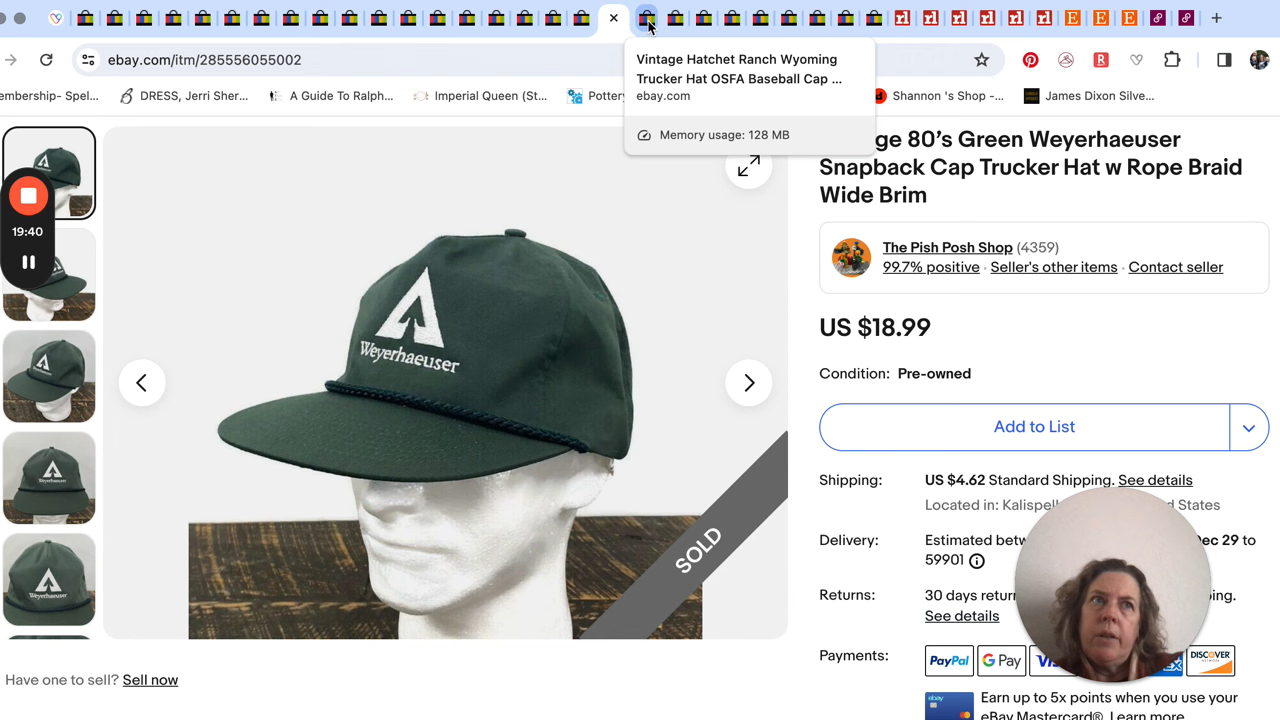 ebay.com/itm/285556055002
embership- Spel...
DRESS, Jerri Sher...
A Guide To Ralph...
Imperial Queen (St...
Pottery
Shannon 's Shop -...
James Dixon Silve...
Vintage Hatchet Ranch Wyoming
Trucker Hat OSFA Baseball Cap ...
ebay.com
Memory usage: 128 MB
19:40
Weyerhaeuser
SOLD
Have one to sell? Sell now
ge 80's Green Weyerhaeuser
Snapback Cap Trucker Hat w Rope Braid
Wide Brim
The Pish Posh Shop (4359)
99.7% positive · Seller's other items · Contact seller
US $18.99
Condition: Pre-owned
Add to List
Shipping: US $4.62 Standard Shipping. See details
Located in: Kalispell d States
Delivery: Estimated betw Dec 29 to
59901
Returns: 30 days return ping.
See details
Payments: PayPal G Pay VISA DISCOVER
Earn up to 5x points when you use your
eBay Mastercard®. Learn more